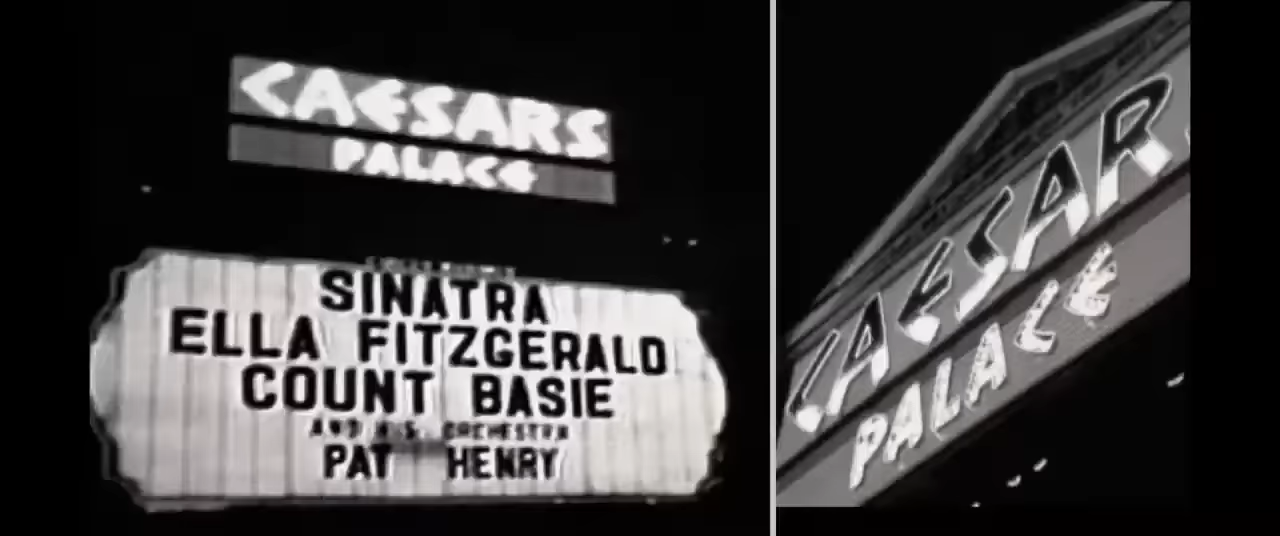 CAESARS
PALACE
SINATRA
ELLA FITZGERALD
COUNT BASIE
AND HIS ORCHESTRA
PAT HENRY
CAESAR
PALACE